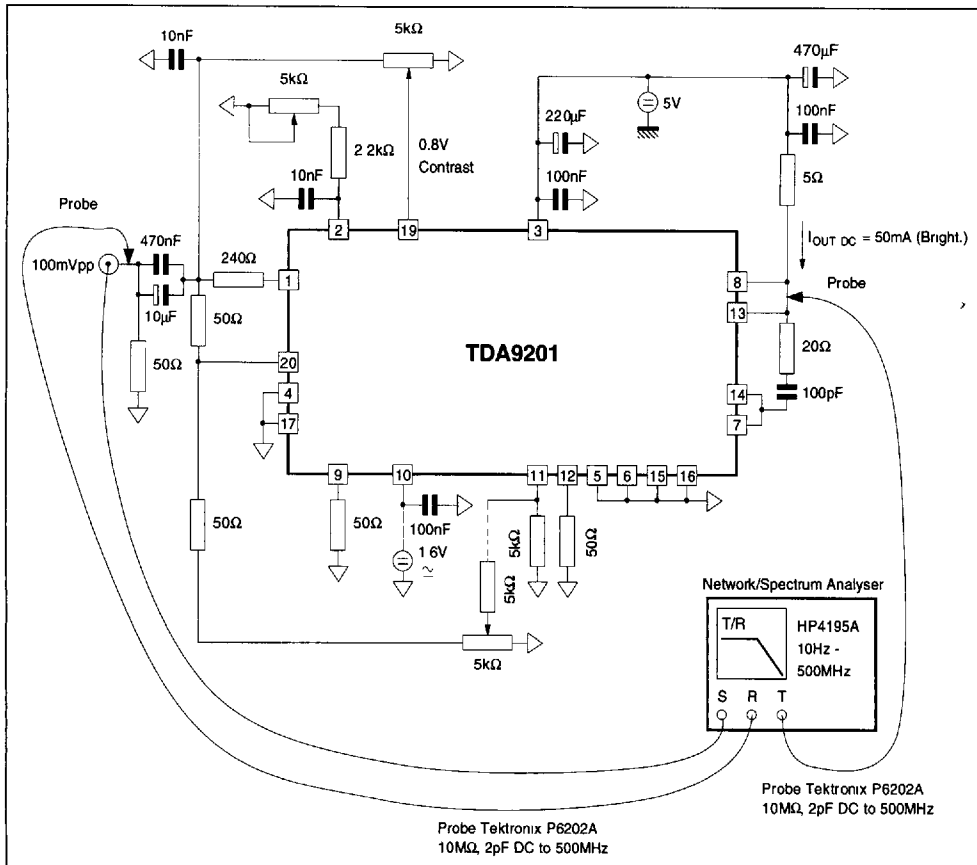 10nF
5kΩ
470µF
5kΩ
5V
100nF
220µF
2 2kΩ
0.8V
Contrast
5Ω
10nF
100nF
Probe
IOUT DC = 50mA (Bright.)
2
19
3
470nF
100mVpp
240Ω
1
8
Probe
10µF
50Ω
13
50Ω
TDA9201
20Ω
20
4
14
100pF
17
7
9
10
11
12
5
6
15
16
50Ω
50Ω
100nF
1 6V
5kΩ
50Ω
5kΩ
5kΩ
Network/Spectrum Analyser
T/R
HP4195A
10Hz -
500MHz
S R T
Probe Tektronix P6202A
10MΩ, 2pF DC to 500MHz
Probe Tektronix P6202A
10MΩ, 2pF DC to 500MHz